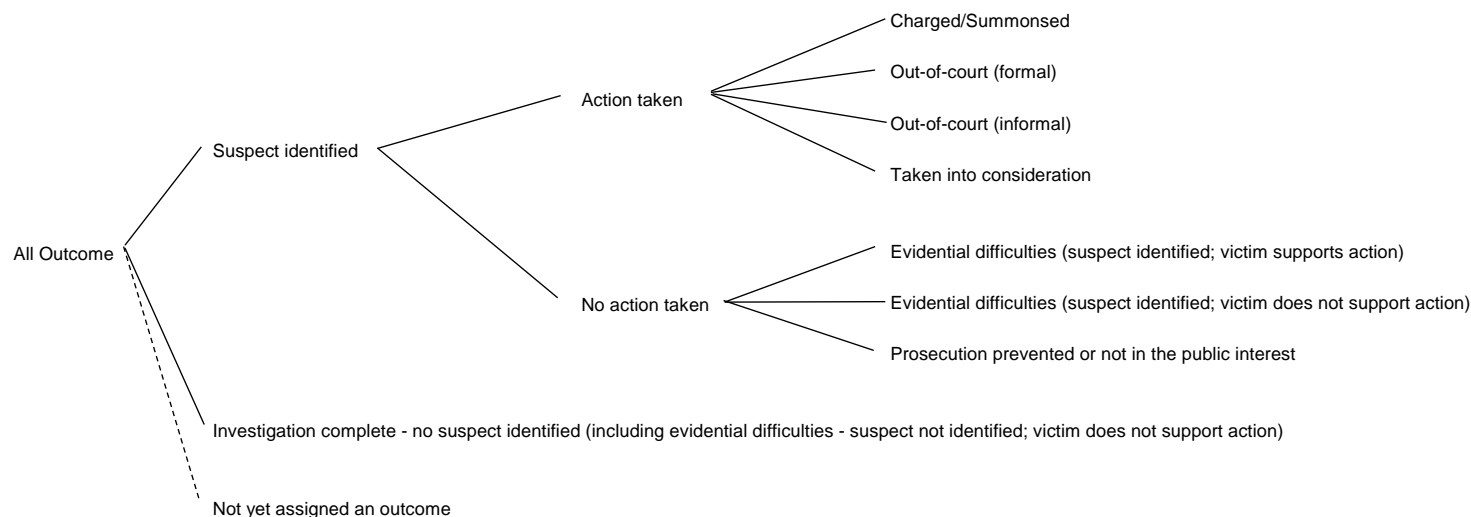 Charged/Summonsed
Out-of-court (formal)
Action taken
Out-of-court (informal)
Suspect identified
Taken into consideration
All Outcome
Evidential difficulties (suspect identified; victim supports action)
No action taken
Evidential difficulties (suspect identified; victim does not support action)
Prosecution prevented or not in the public interest
Investigation complete - no suspect identified (including evidential difficulties - suspect not identified; victim does not support action)
Not yet assigned an outcome